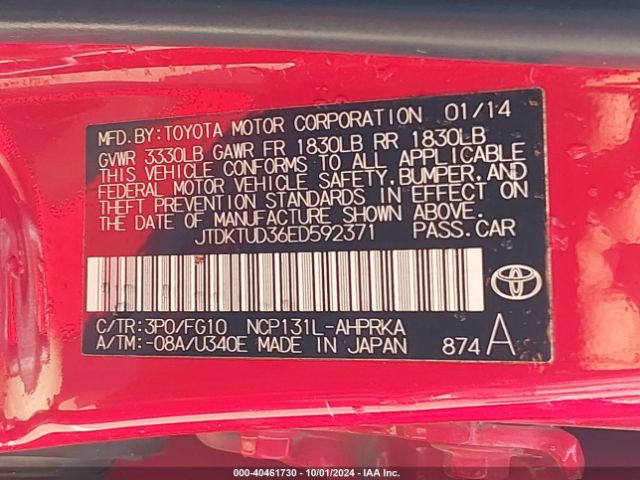 MFD.BY:TOYOTA MOTOR CORPORATION 01/14
GVWR 3330LB GAWR FR 1830LB RR 1830LB
THIS VEHICLE CONFORMS TO ALL APPLICABLE
FEDERAL MOTOR VEHICLE SAFETY,BUMPER,AND
THEFT PREVENTION STANDARDS IN EFFECT ON
THE DATE OF MANUFACTURE SHOWN ABOVE.
JTDKTUD36ED592371 PASS.CAR
C/TR:3P0/FG10 NCP131L-AHPRKA
A/TM:-08A/U340E MADE IN JAPAN 874A
000-40461730 - 10/01/2024 - IAA Inc.